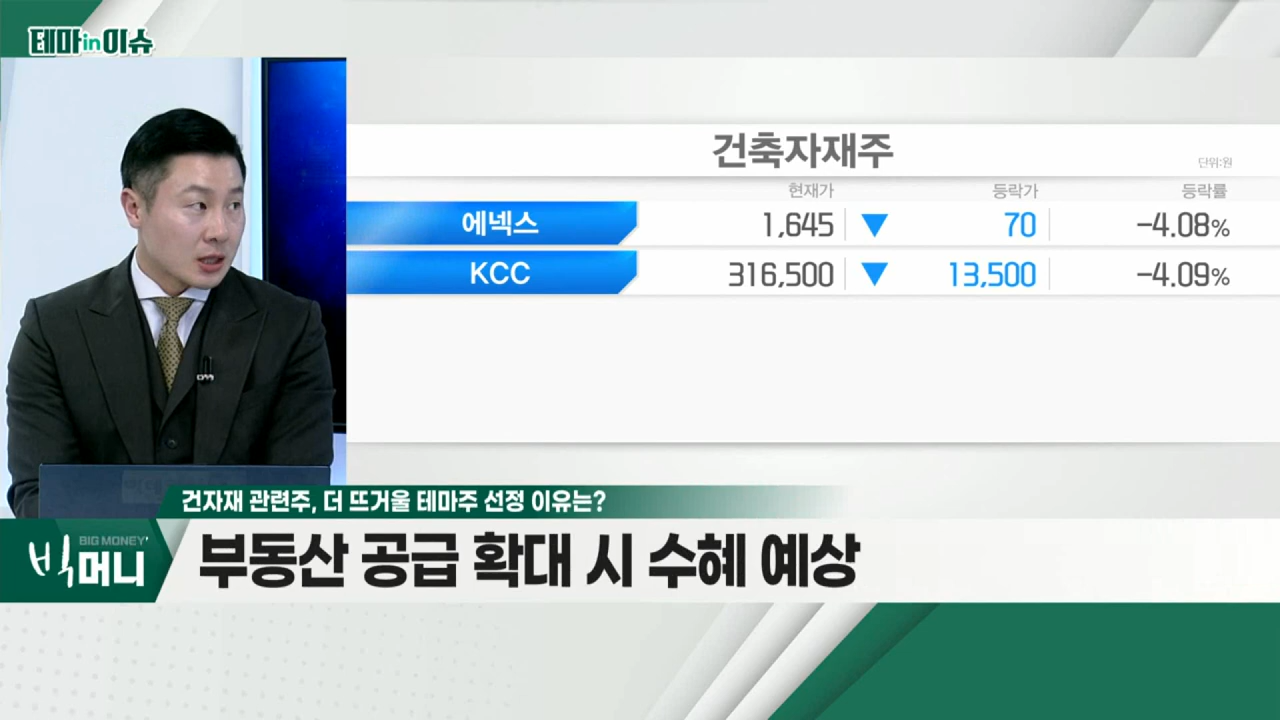 테마in이슈
건축자재주
단위:원
현재가 등락가 등락률
에넥스 1,645 ▼ 70 -4.08%
KCC 316,500 ▼ 13,500 -4.09%
건자재 관련주, 더 뜨거울 테마주 선정 이유는?
BIG MONEY
빅머니
부동산 공급 확대 시 수혜 예상